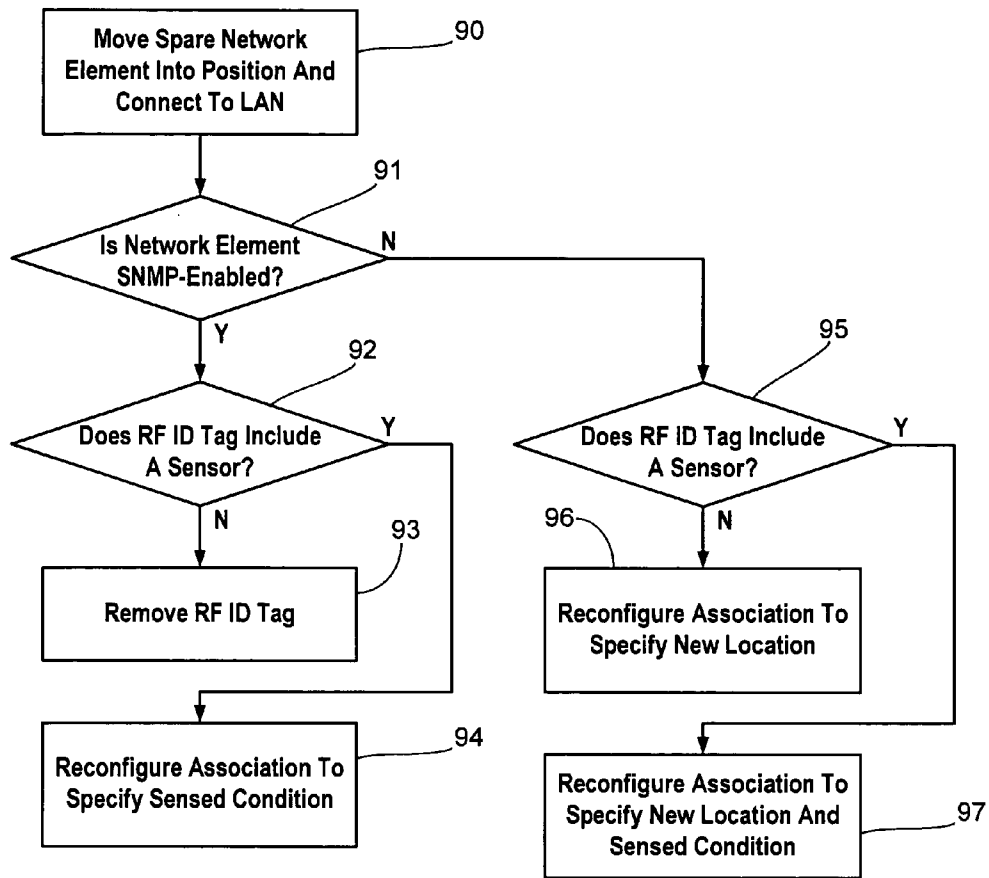 Move Spare Network
Element Into Position And
Connect To LAN
90
91
Is Network Element
SNMP-Enabled?
N
Y
92
Does RF ID Tag Include
A Sensor?
Y
N
95
Does RF ID Tag Include
A Sensor?
Y
N
93
Remove RF ID Tag
96
Reconfigure Association To
Specify New Location
94
Reconfigure Association To
Specify Sensed Condition
Reconfigure Association To
Specify New Location And
Sensed Condition
97